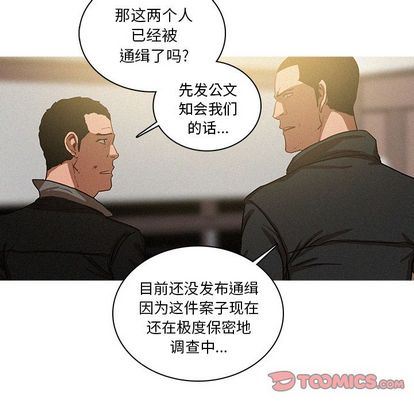 那这两个人
已经被
通缉了吗?
先发公文
知会我们
的话...
目前还没发布通缉
因为这件案子现在
还在极度保密地
调查中...
TOOMICS.COM